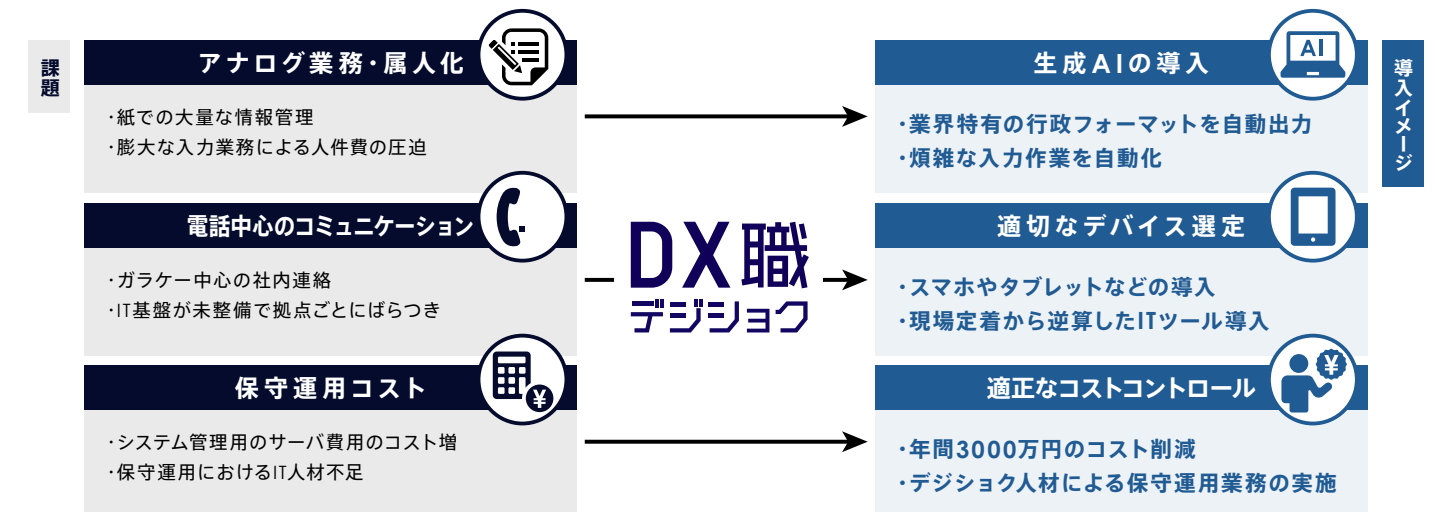 課題
アナログ業務・属人化
・紙での大量な情報管理
・膨大な入力業務による人件費の圧迫
電話中心のコミュニケーション
・ガラケー中心の社内連絡
・IT基盤が未整備で拠点ごとにばらつき
保守運用コスト
¥
・システム管理用のサーバ費用のコスト増
・保守運用におけるIT人材不足
DX職
デジショク
導入イメージ
生成AIの導入
AI
・業界特有の行政フォーマットを自動出力
・煩雑な入力作業を自動化
適切なデバイス選定
・スマホやタブレットなどの導入
・現場定着から逆算したITツール導入
適正なコストコントロール
¥
・年間3000万円のコスト削減
・デジショク人材による保守運用業務の実施